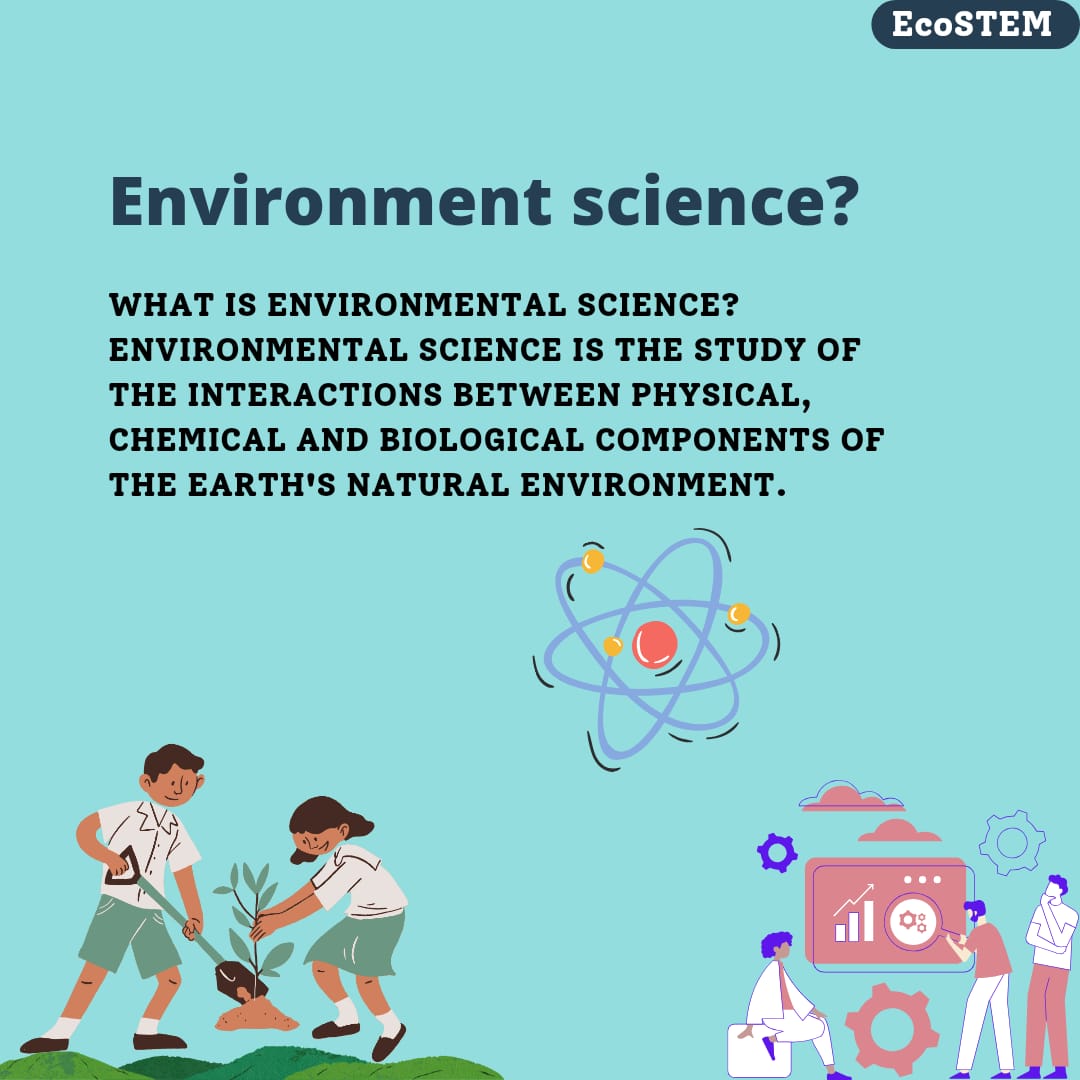 EcoSTEM
Environment science?
WHAT IS ENVIRONMENTAL SCIENCE?
ENVIRONMENTAL SCIENCE IS THE STUDY OF
THE INTERACTIONS BETWEEN PHYSICAL,
CHEMICAL AND BIOLOGICAL COMPONENTS OF
THE EARTH'S NATURAL ENVIRONMENT.